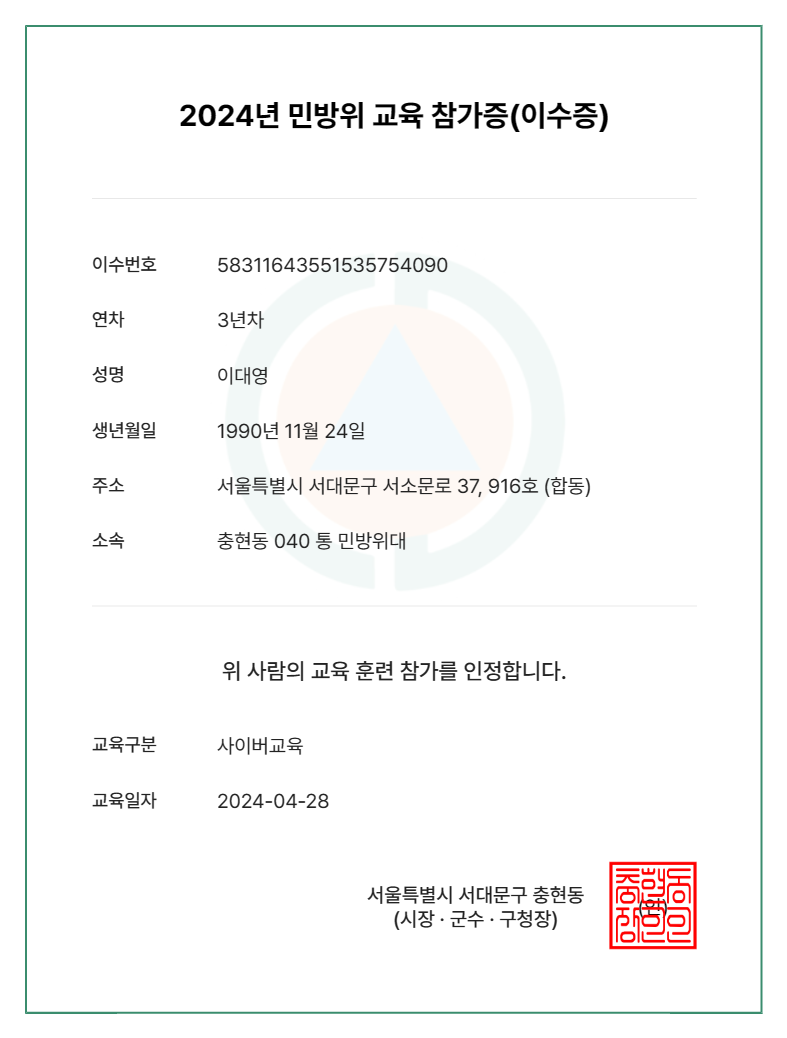 2024년 민방위 교육 참가증(이수증)
이수번호 58311643551535754090
연차 3년차
성명 이대영
생년월일 1990년 11월 24일
주소 서울특별시 서대문구 서소문로 37, 916호 (합동)
소속 충현동 040 통 민방위대
위 사람의 교육 훈련 참가를 인정합니다.
교육구분 사이버교육
교육일자 2024-04-28
서울특별시 서대문구 충현동
(시장 · 군수 · 구청장)
(인)